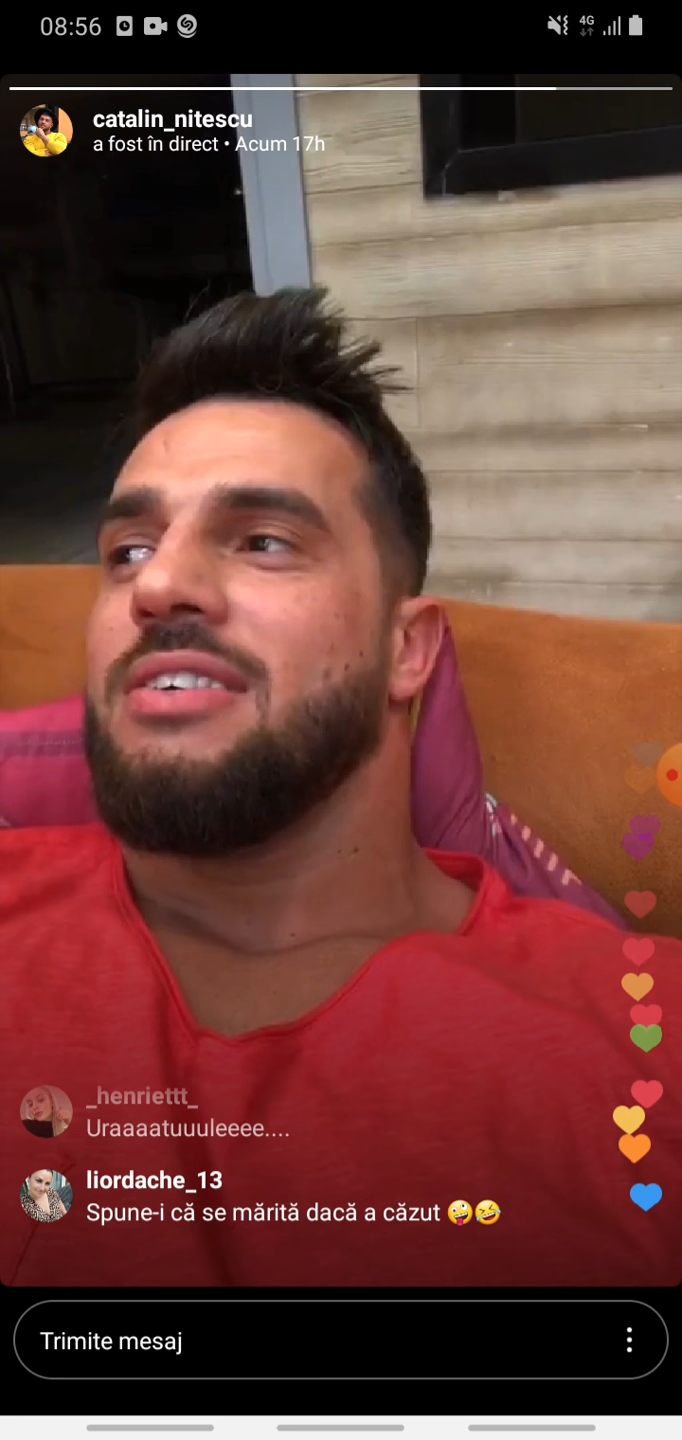 08:56
4G
catalin_nitescu
a fost în direct • Acum 17h
_henriettt_
Uraaaatuuuleeee....
liordache_13
Spune-i că se mărită dacă a căzut 🤪🤣
Trimite mesaj